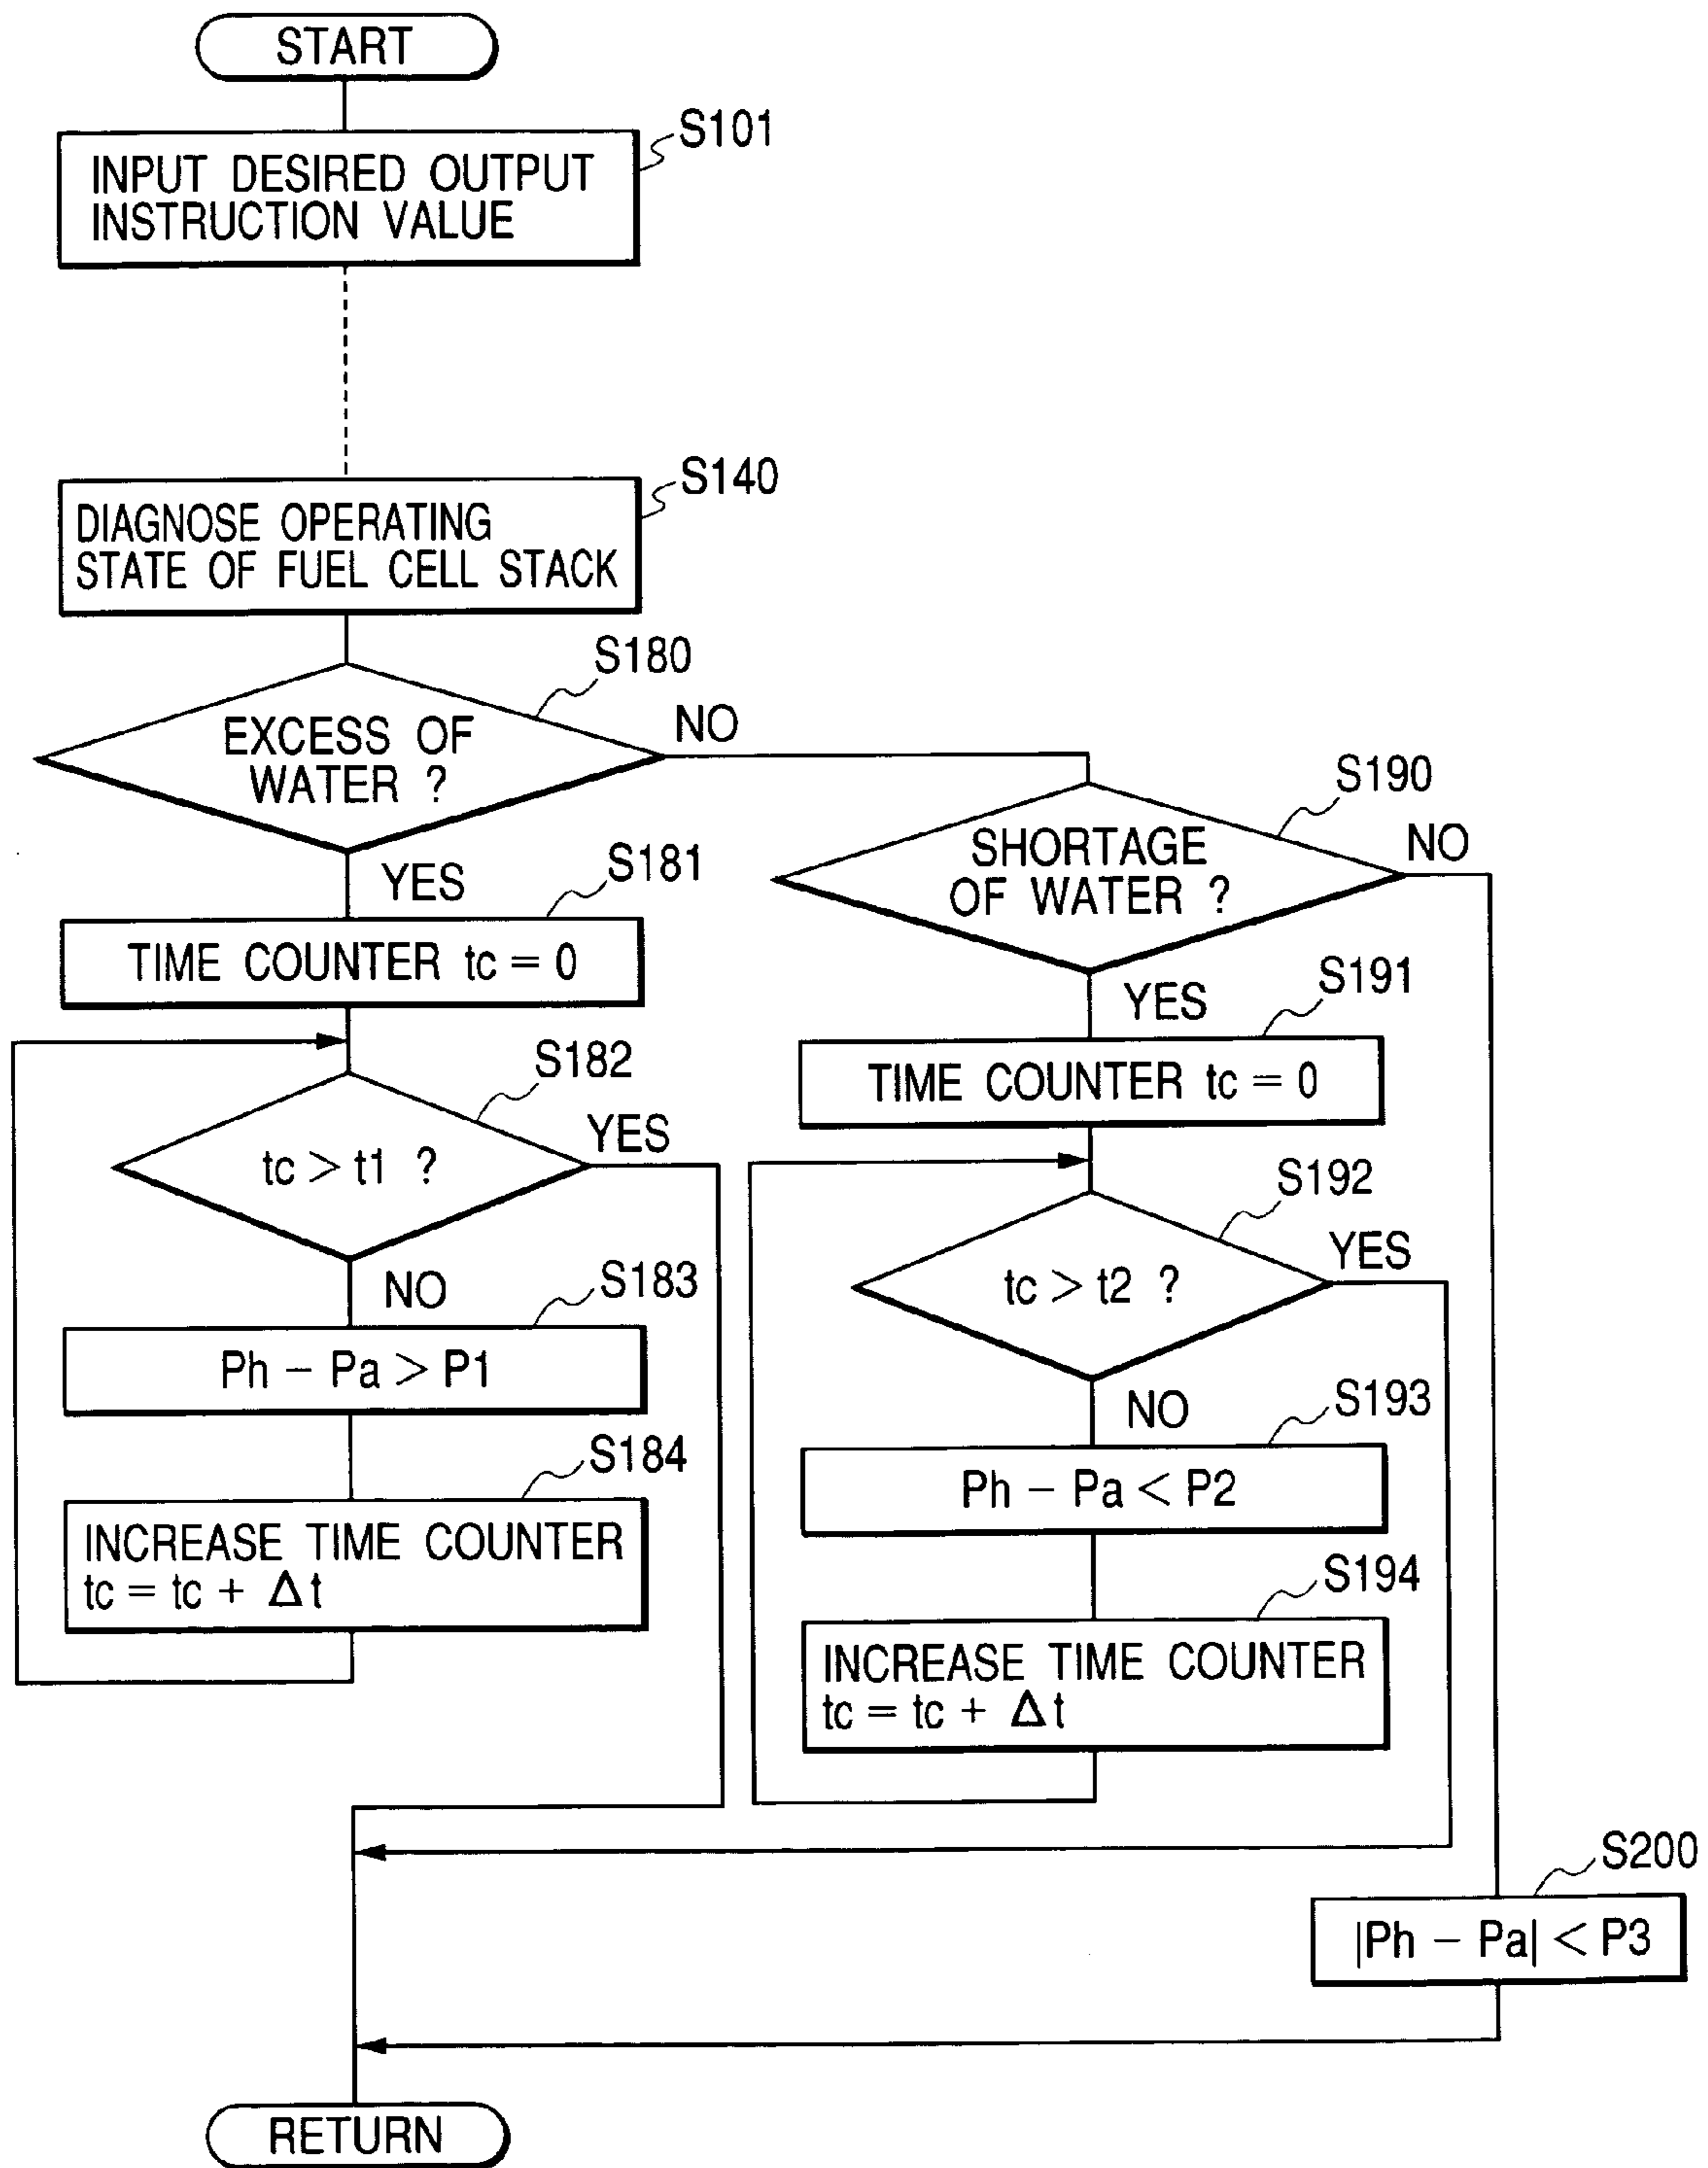 START
S101
INPUT DESIRED OUTPUT
INSTRUCTION VALUE
S140
DIAGNOSE OPERATING
STATE OF FUEL CELL STACK
S180
EXCESS OF
WATER ?
NO
YES
S181
TIME COUNTER tc = 0
S182
tc > t1 ?
YES
NO
S183
Ph − Pa > P1
S184
INCREASE TIME COUNTER
tc = tc + Δt
S190
SHORTAGE
OF WATER ?
NO
YES
S191
TIME COUNTER tc = 0
S192
tc > t2 ?
YES
NO
S193
Ph − Pa < P2
S194
INCREASE TIME COUNTER
tc = tc + Δt
S200
|Ph − Pa| < P3
RETURN